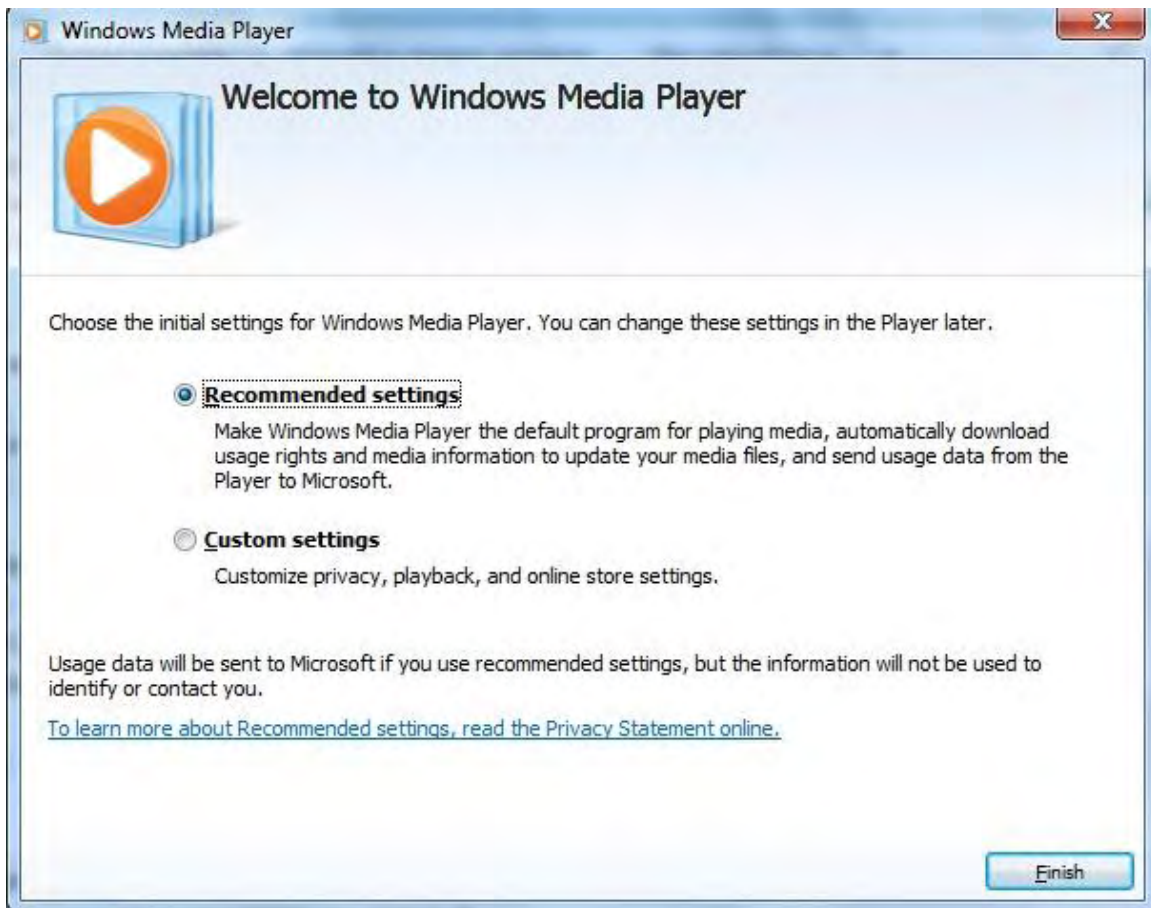 Windows Media Player
Welcome to Windows Media Player
Choose the initial settings for Windows Media Player. You can change these settings in the Player later.
Recommended settings
Make Windows Media Player the default program for playing media, automatically download
usage rights and media information to update your media files, and send usage data from the
Player to Microsoft.
Custom settings
Customize privacy, playback, and online store settings.
Usage data will be sent to Microsoft if you use recommended settings, but the information will not be used to
identify or contact you.
To learn more about Recommended settings, read the Privacy Statement online.
Finish